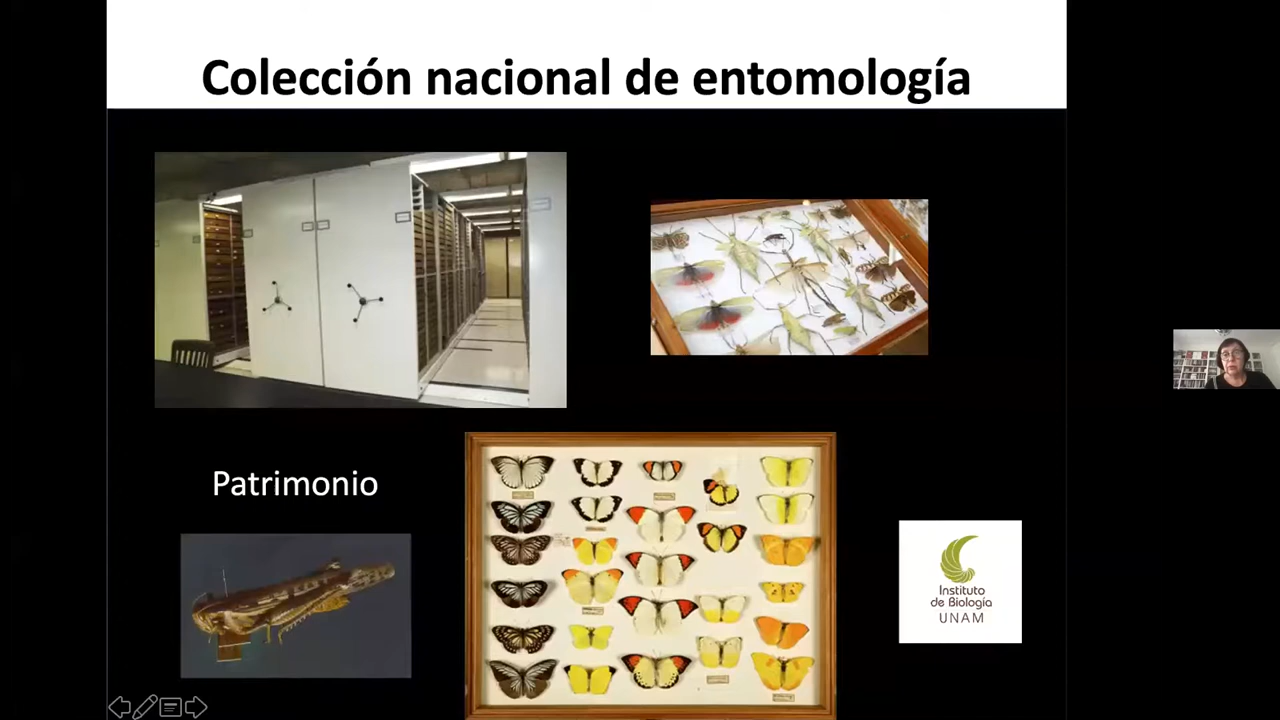 Colección nacional de entomología
Patrimonio
Instituto
de Biología
UNAM